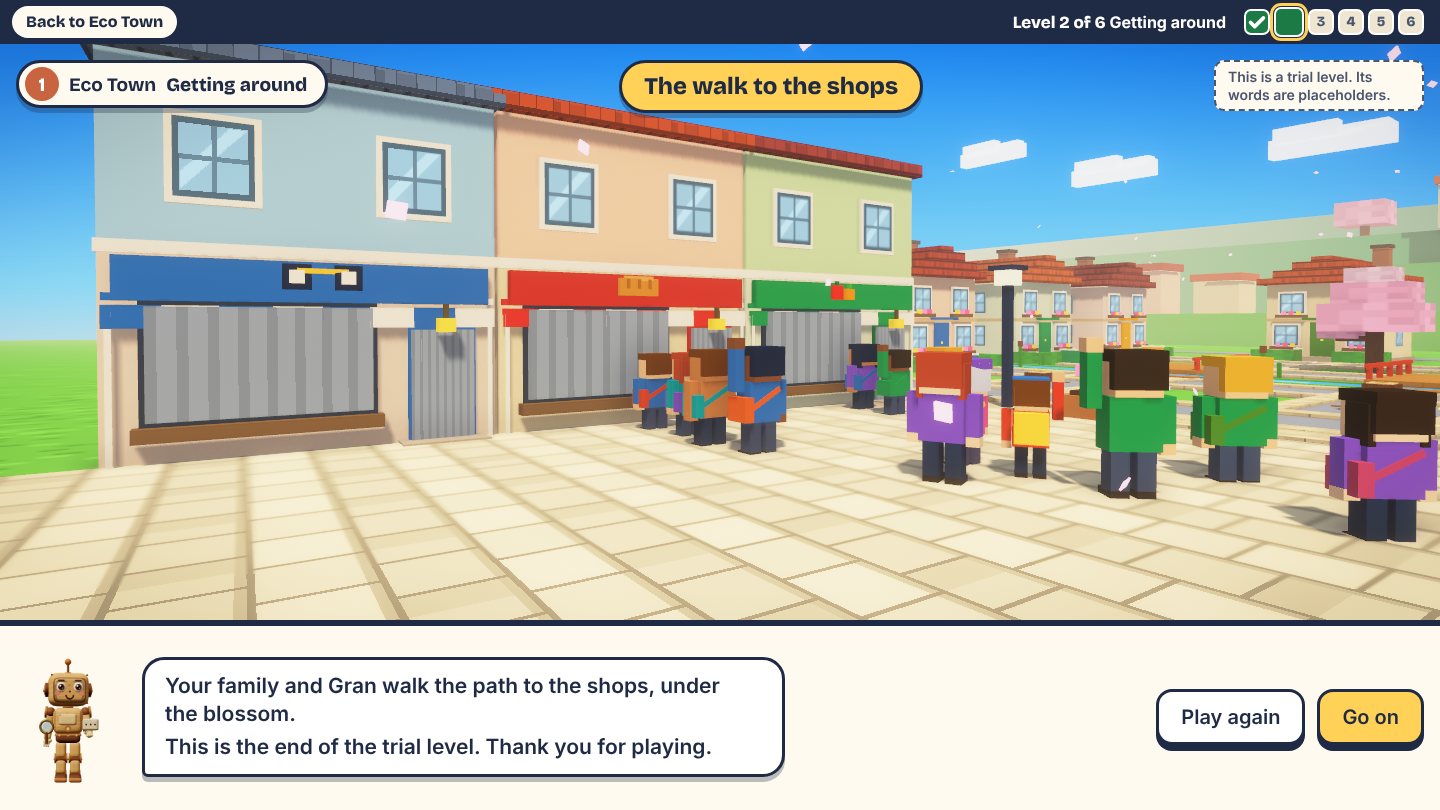 Back to Eco Town
Level 2 of 6 Getting around
3 4 5 6
1 Eco Town Getting around
The walk to the shops
This is a trial level. Its
words are placeholders.
Your family and Gran walk the path to the shops, under
the blossom.
This is the end of the trial level. Thank you for playing.
Play again
Go on